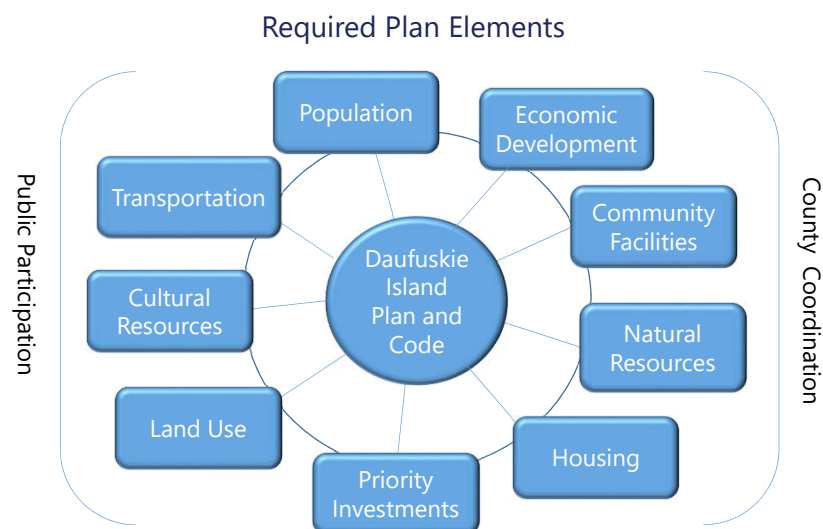 Required Plan Elements
Public Participation
County Coordination
Population
Economic
Development
Community
Facilities
Natural
Resources
Housing
Priority
Investments
Land Use
Cultural
Resources
Transportation
Daufuskie
Island
Plan and
Code